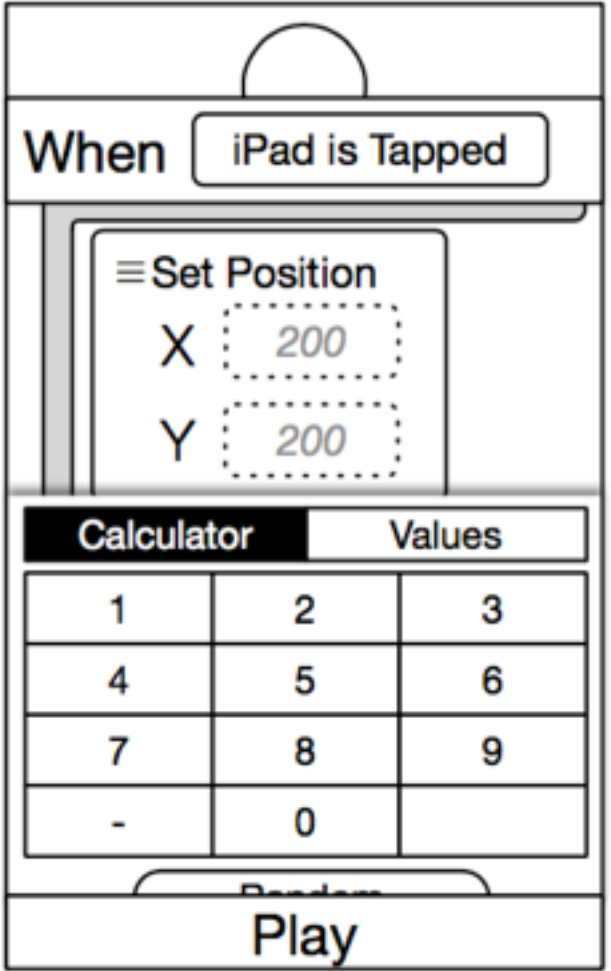 When iPad is Tapped
Set Position
X 200
Y 200
Calculator Values
1 2 3
4 5 6
7 8 9
- 0
Random
Play